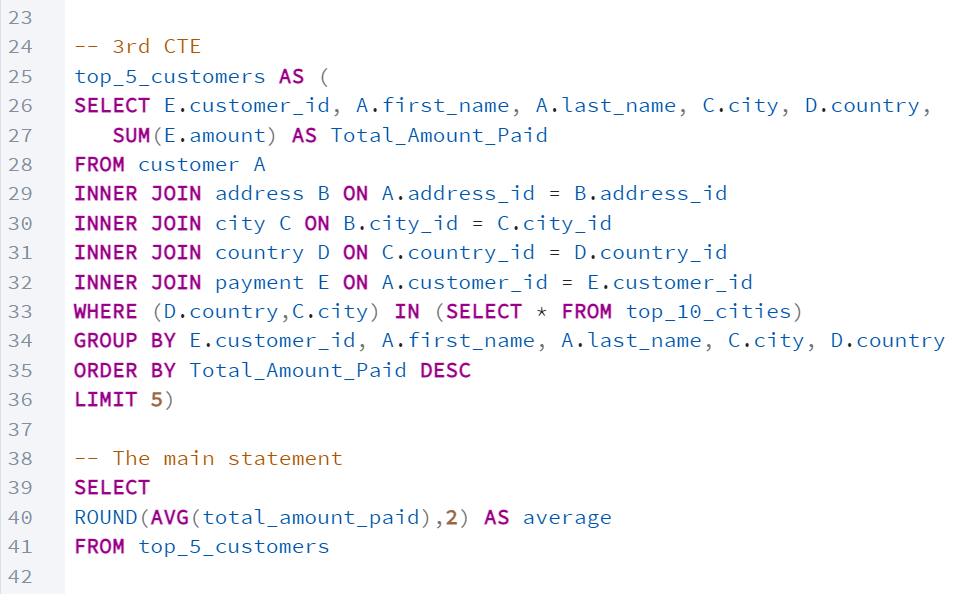 23
24 -- 3rd CTE
25 top_5_customers AS (
26 SELECT E.customer_id, A.first_name, A.last_name, C.city, D.country,
27    SUM(E.amount) AS Total_Amount_Paid
28 FROM customer A
29 INNER JOIN address B ON A.address_id = B.address_id
30 INNER JOIN city C ON B.city_id = C.city_id
31 INNER JOIN country D ON C.country_id = D.country_id
32 INNER JOIN payment E ON A.customer_id = E.customer_id
33 WHERE (D.country,C.city) IN (SELECT * FROM top_10_cities)
34 GROUP BY E.customer_id, A.first_name, A.last_name, C.city, D.country
35 ORDER BY Total_Amount_Paid DESC
36 LIMIT 5)
37
38 -- The main statement
39 SELECT
40 ROUND(AVG(total_amount_paid),2) AS average
41 FROM top_5_customers
42